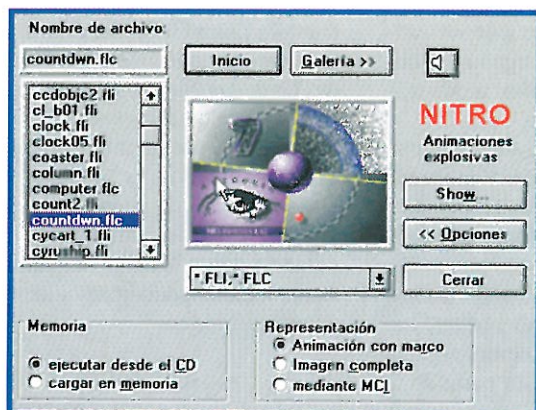 Nombre de archivo:
countdwn.flc
Inicio
Galería >>
ccdobjc2.fli
cl_b01.fli
clock.fli
clock05.fli
coaster.fli
column.fli
computer.flc
count2.fli
countdwn.flc
cycart_1.fli
cyruship.fli
NITRO
Animaciones
explosivas
Show...
<< Opciones
*.FLI;*.FLC
Cerrar
Memoria
ejecutar desde el CD
cargar en memoria
Representación
Animación con marco
Imagen completa
mediante MCI